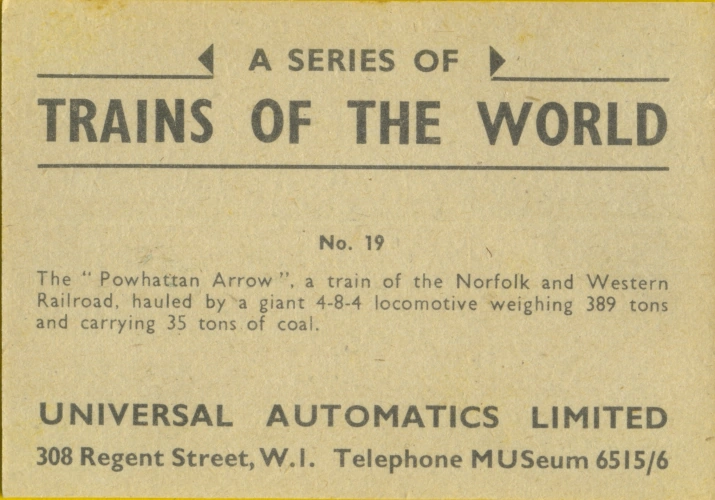 A SERIES OF
TRAINS OF THE WORLD
No. 19
The "Powhattan Arrow", a train of the Norfolk and Western
Railroad, hauled by a giant 4-8-4 locomotive weighing 389 tons
and carrying 35 tons of coal.
UNIVERSAL AUTOMATICS LIMITED
308 Regent Street, W.1. Telephone MUSeum 6515/6